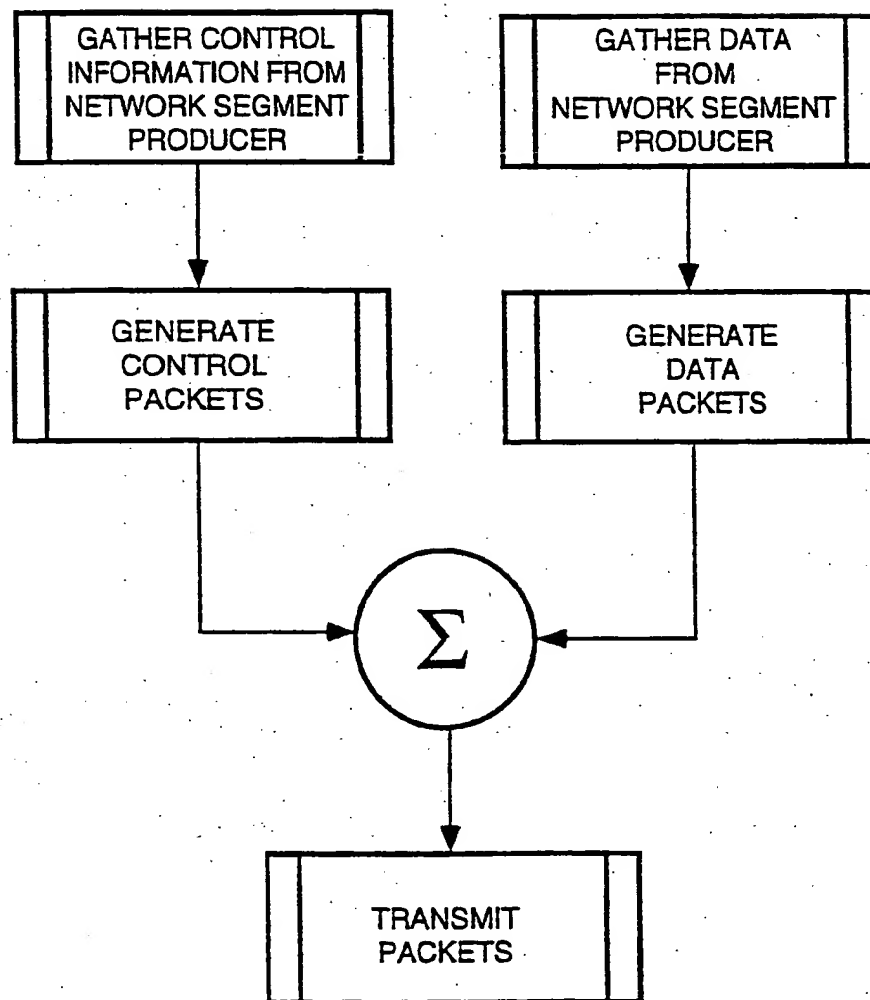 GATHER CONTROL
INFORMATION FROM
NETWORK SEGMENT
PRODUCER
GATHER DATA
FROM
NETWORK SEGMENT
PRODUCER
GENERATE
CONTROL
PACKETS
GENERATE
DATA
PACKETS
Σ
TRANSMIT
PACKETS